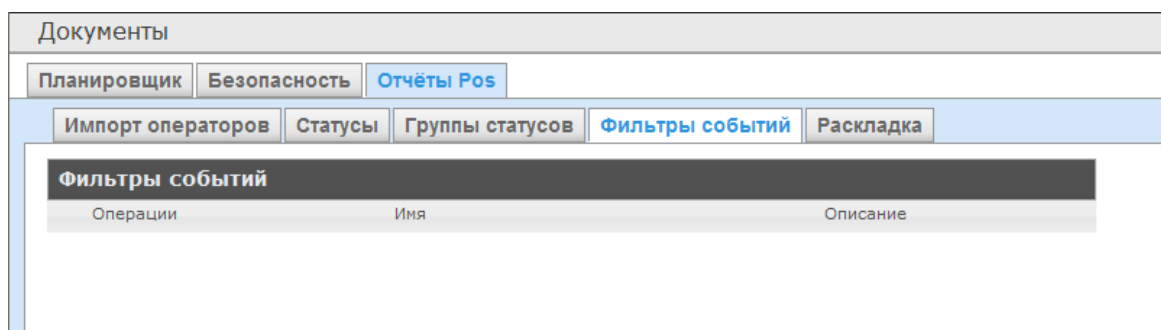 Документы
Планировщик Безопасность Отчёты Pos
Импорт операторов Статусы Группы статусов Фильтры событий Раскладка
Фильтры событий
Операции Имя Описание